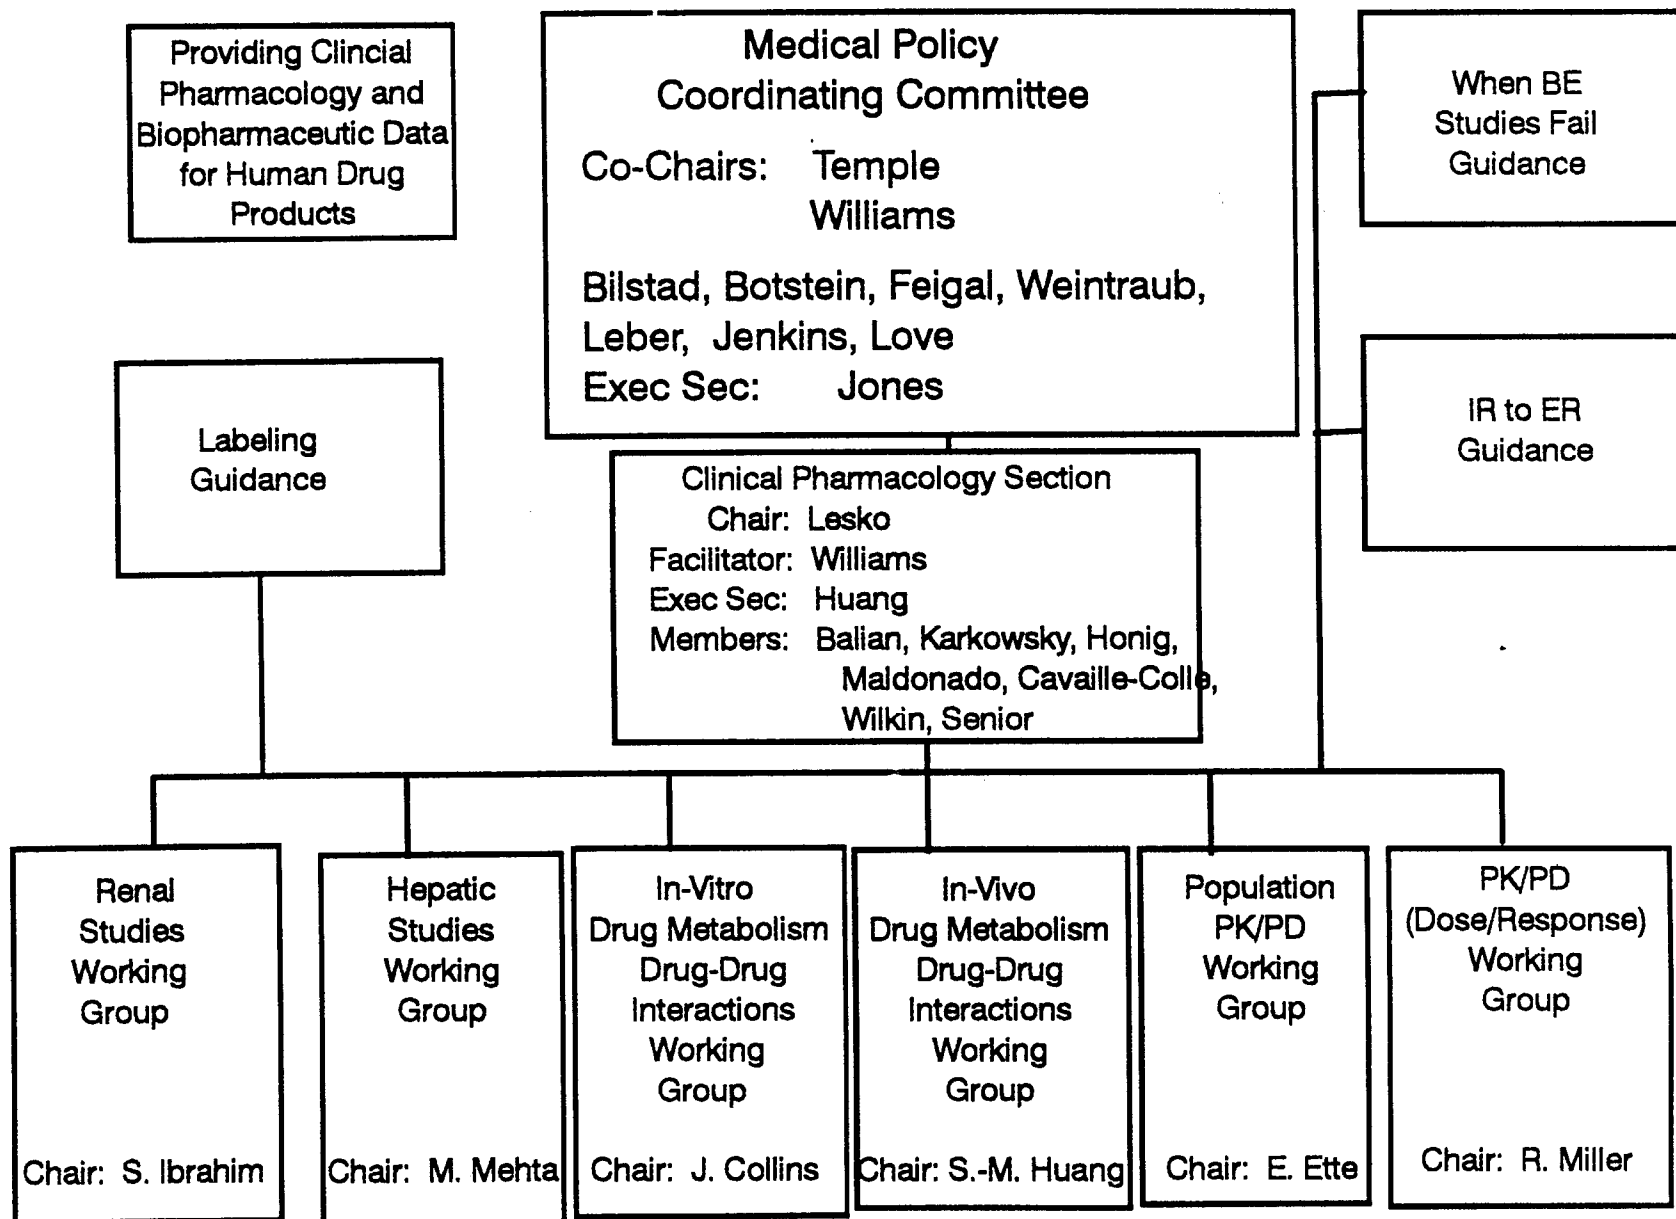 Providing Clincial
Pharmacology and
Biopharmaceutic Data
for Human Drug
Products
Medical Policy
Coordinating Committee
Co-Chairs: Temple
Williams
Bilstad, Botstein, Feigal, Weintraub,
Leber, Jenkins, Love
Exec Sec: Jones
When BE
Studies Fail
Guidance
Labeling
Guidance
IR to ER
Guidance
Clinical Pharmacology Section
Chair: Lesko
Facilitator: Williams
Exec Sec: Huang
Members: Balian, Karkowsky, Honig,
Maldonado, Cavaille-Colle,
Wilkin, Senior
Renal
Studies
Working
Group
Chair: S. Ibrahim
Hepatic
Studies
Working
Group
Chair: M. Mehta
In-Vitro
Drug Metabolism
Drug-Drug
Interactions
Working
Group
Chair: J. Collins
In-Vivo
Drug Metabolism
Drug-Drug
Interactions
Working
Group
Chair: S.-M. Huang
Population
PK/PD
Working
Group
Chair: E. Ette
PK/PD
(Dose/Response)
Working
Group
Chair: R. Miller